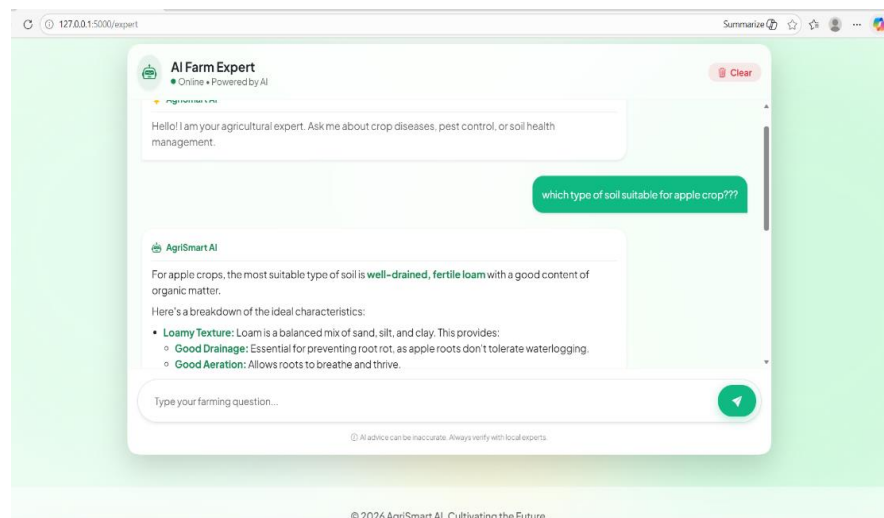 127.0.0.1:5000/expert
Summarize
AI Farm Expert
Online • Powered by AI
Clear
AgriSmart AI
Hello! I am your agricultural expert. Ask me about crop diseases, pest control, or soil health
management.
which type of soil suitable for apple crop???
AgriSmart AI
For apple crops, the most suitable type of soil is well-drained, fertile loam with a good content of
organic matter.
Here's a breakdown of the ideal characteristics:
• Loamy Texture: Loam is a balanced mix of sand, silt, and clay. This provides:
Good Drainage: Essential for preventing root rot, as apple roots don't tolerate waterlogging.
Good Aeration: Allows roots to breathe and thrive.
Type your farming question...
AI advice can be inaccurate. Always verify with local experts.
© 2026 AgriSmart AI. Cultivating the Future.